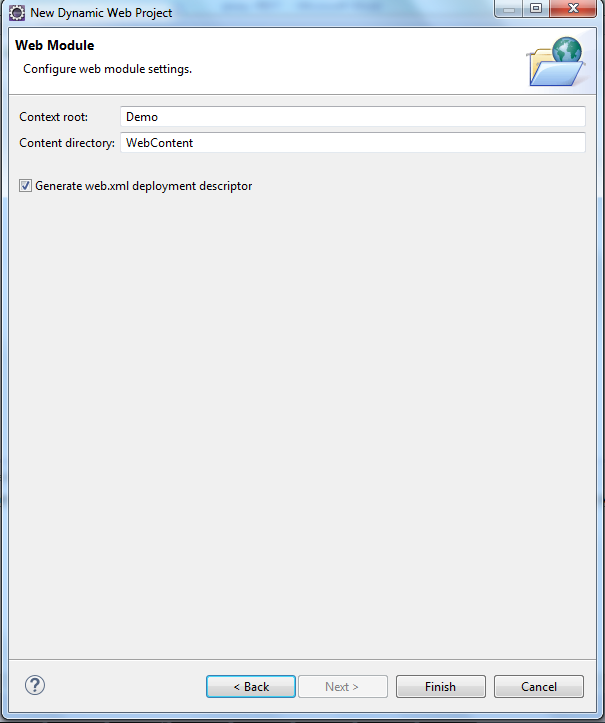 New Dynamic Web Project
Web Module
Configure web module settings.
Context root: Demo
Content directory: WebContent
Generate web.xml deployment descriptor
? < Back Next > Finish Cancel